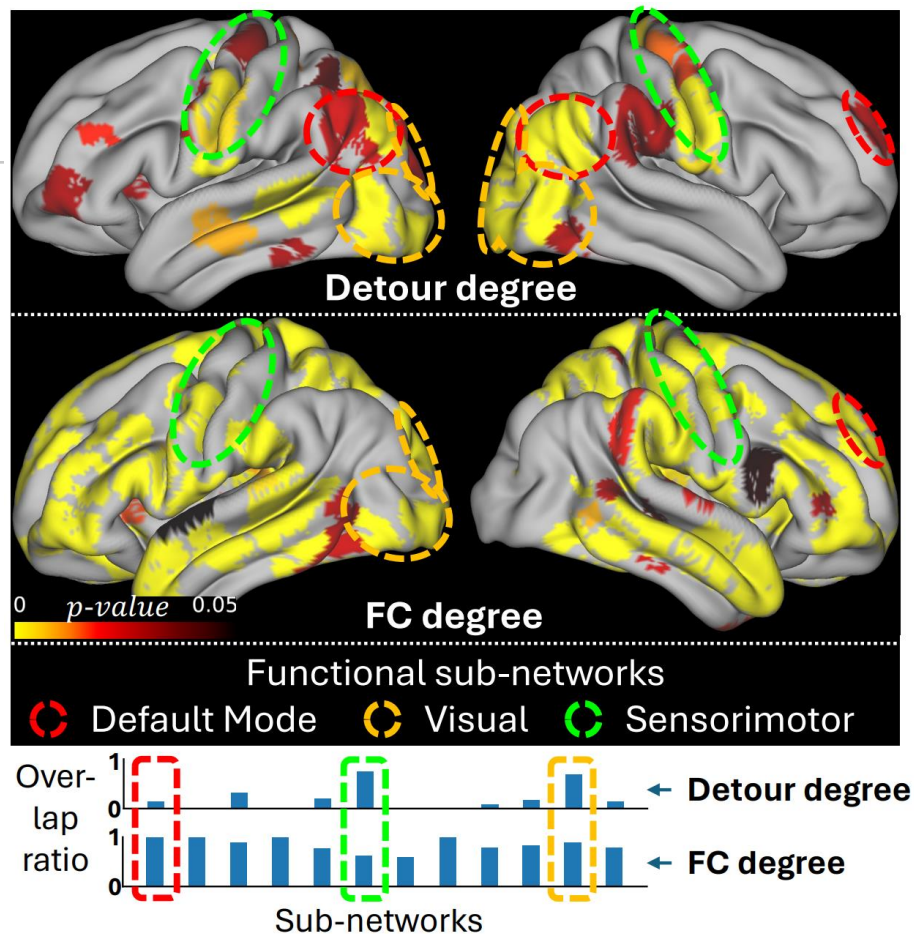 Detour degree
0 p-value 0.05
FC degree
Functional sub-networks
Default Mode Visual Sensorimotor
Over-
lap
ratio
1
0
1
0
Detour degree
FC degree
Sub-networks